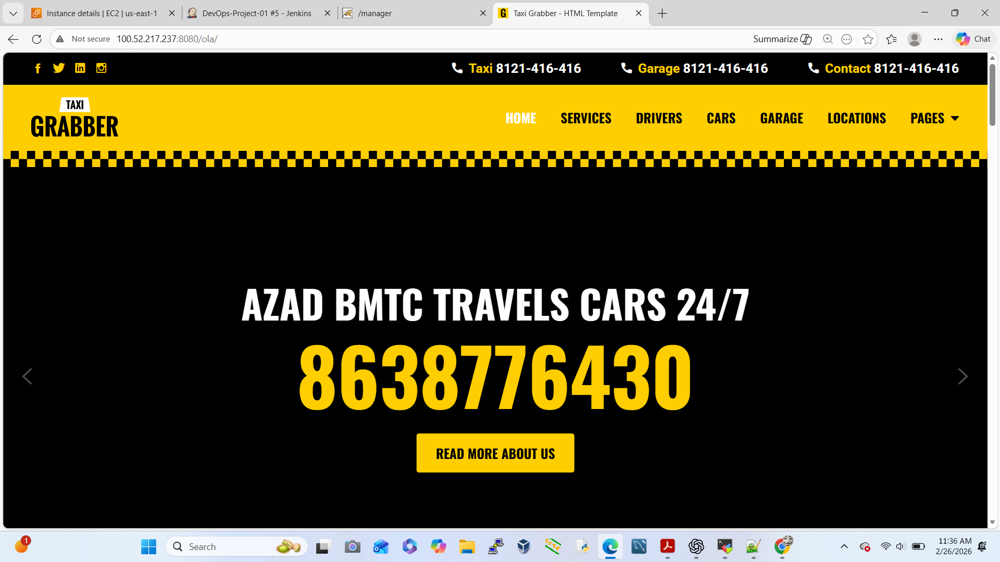 Instance details | EC2 | us-east-1
DevOps-Project-01 #5 - Jenkins
/manager
G Taxi Grabber - HTML Template
Not secure 100.52.217.237:8080/ola/
Summarize
Chat
Taxi 8121-416-416
Garage 8121-416-416
Contact 8121-416-416
TAXI
GRABBER
HOME SERVICES DRIVERS CARS GARAGE LOCATIONS PAGES
AZAD BMTC TRAVELS CARS 24/7
8638776430
READ MORE ABOUT US
1
Search
TFTP
11:36 AM
2/26/2026